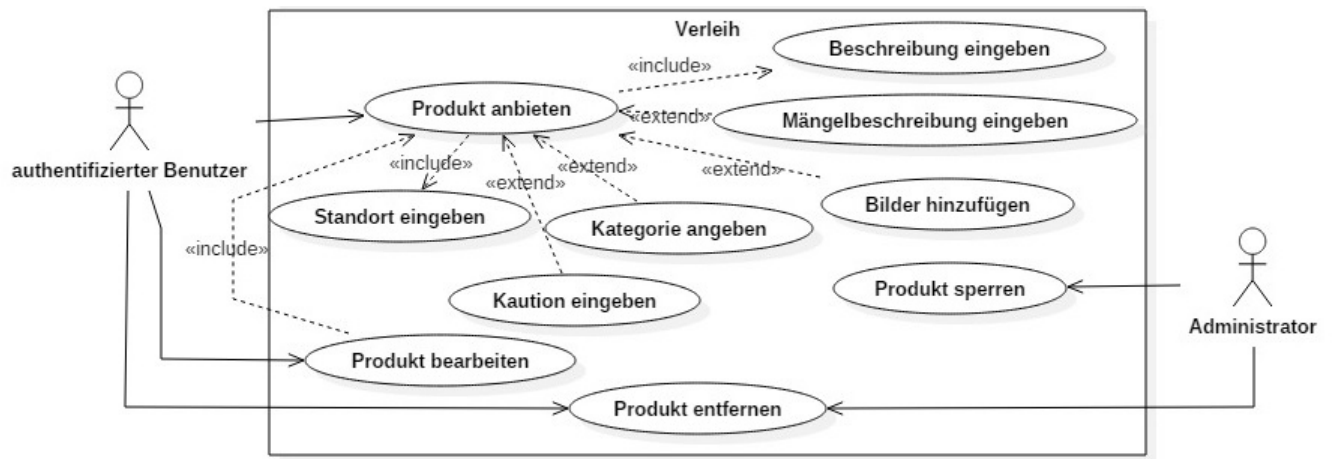 Verleih
Beschreibung eingeben
«include»
Produkt anbieten
«extend»
Mängelbeschreibung eingeben
authentifizierter Benutzer
«include»
«extend»
«extend»
«extend»
Bilder hinzufügen
Standort eingeben
Kategorie angeben
«include»
Kaution eingeben
Produkt sperren
Administrator
Produkt bearbeiten
Produkt entfernen